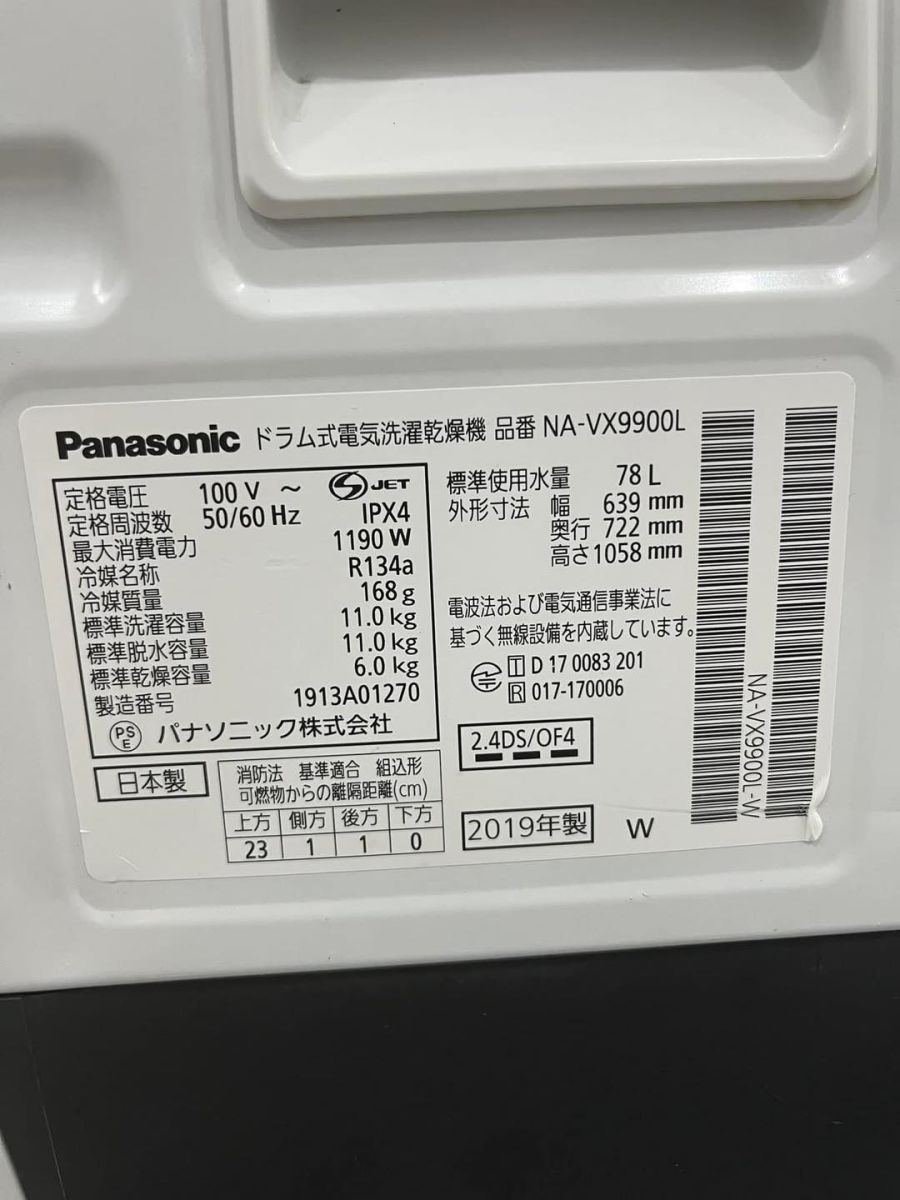 Panasonic ドラム式電気洗濯乾燥機 品番 NA-VX9900L
定格電圧 100 V ～ S JET
定格周波数 50/60 Hz IPX4
最大消費電力 1190 W
冷媒名称 R134a
冷媒質量 168 g
標準洗濯容量 11.0 kg
標準脱水容量 11.0 kg
標準乾燥容量 6.0 kg
製造番号 1913A01270
PS E パナソニック株式会社
日本製
消防法 基準適合 組込形
可燃物からの離隔距離(cm)
上方 側方 後方 下方
23 1 1 0
標準使用水量 78 L
外形寸法 幅 639 mm
奥行 722 mm
高さ 1058 mm
電波法および電気通信事業法に
基づく無線設備を内蔵しています。
T D 17 0083 201
R 017-170006
2.4DS/OF4
2019年製 W
NA-VX9900L-W